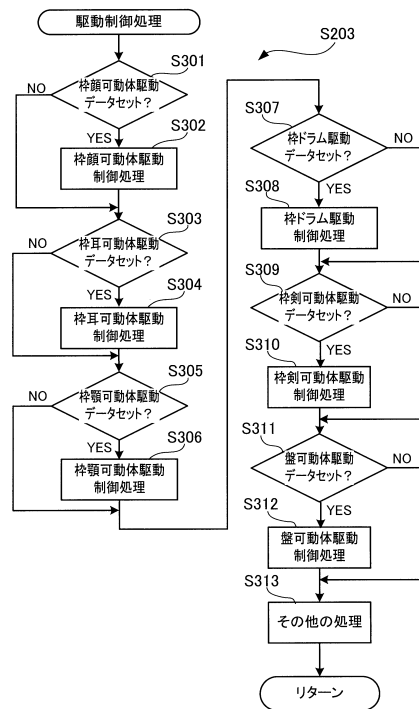 駆動制御処理
S301
枠顔可動体駆動
データセット？
NO
YES
S302
枠顔可動体駆動
制御処理
S303
枠耳可動体駆動
データセット？
NO
YES
S304
枠耳可動体駆動
制御処理
S305
枠顎可動体駆動
データセット？
NO
YES
S306
枠顎可動体駆動
制御処理
S203
S307
枠ドラム駆動
データセット？
NO
YES
S308
枠ドラム駆動
制御処理
S309
枠剣可動体駆動
データセット？
NO
YES
S310
枠剣可動体駆動
制御処理
S311
盤可動体駆動
データセット？
NO
YES
S312
盤可動体駆動
制御処理
S313
その他の処理
リターン